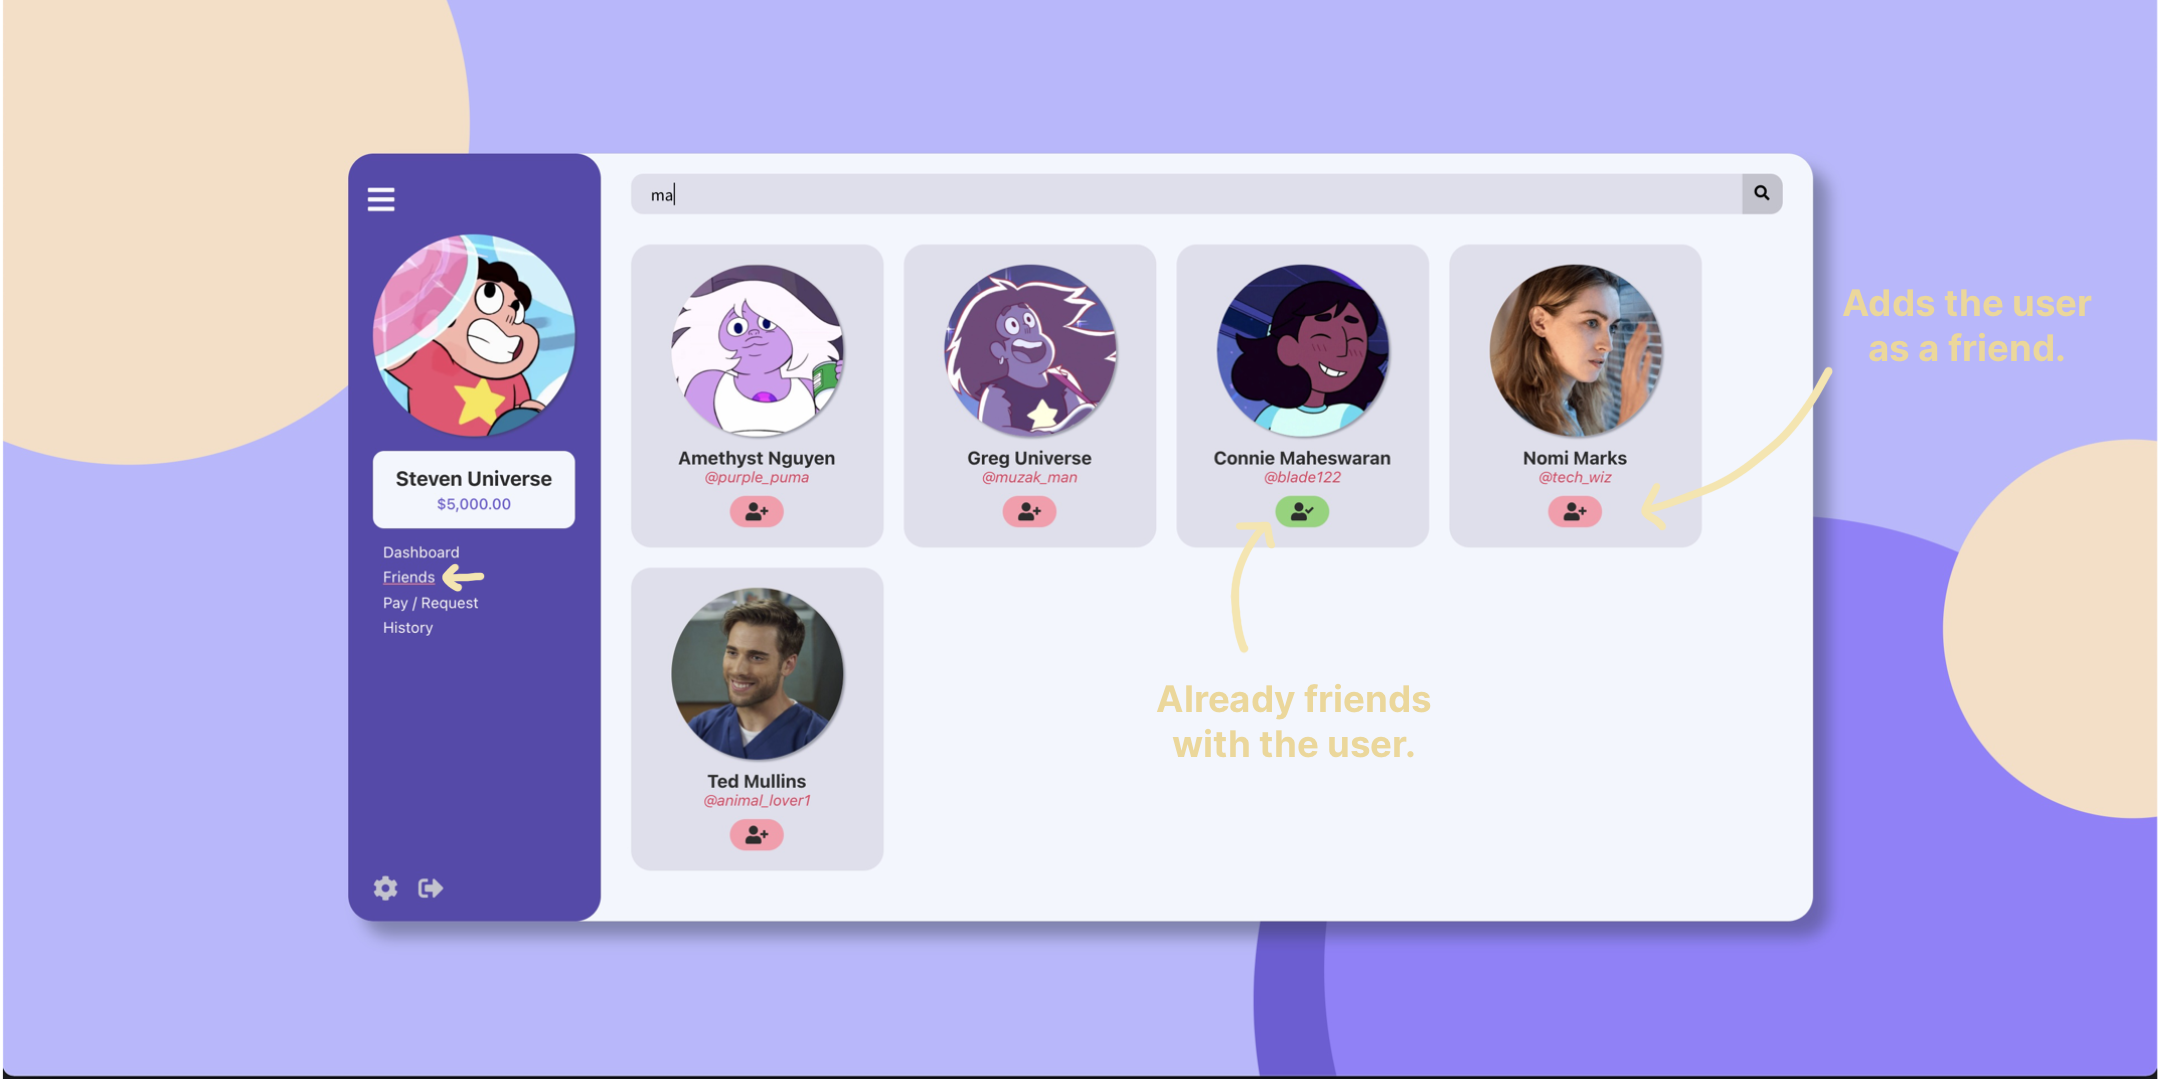 ma
Steven Universe
$5,000.00
Dashboard
Friends
Pay / Request
History
Amethyst Nguyen
@purple_puma
Greg Universe
@muzak_man
Connie Maheswaran
@blade122
Nomi Marks
@tech_wiz
Ted Mullins
@animal_lover1
Adds the user
as a friend.
Already friends
with the user.